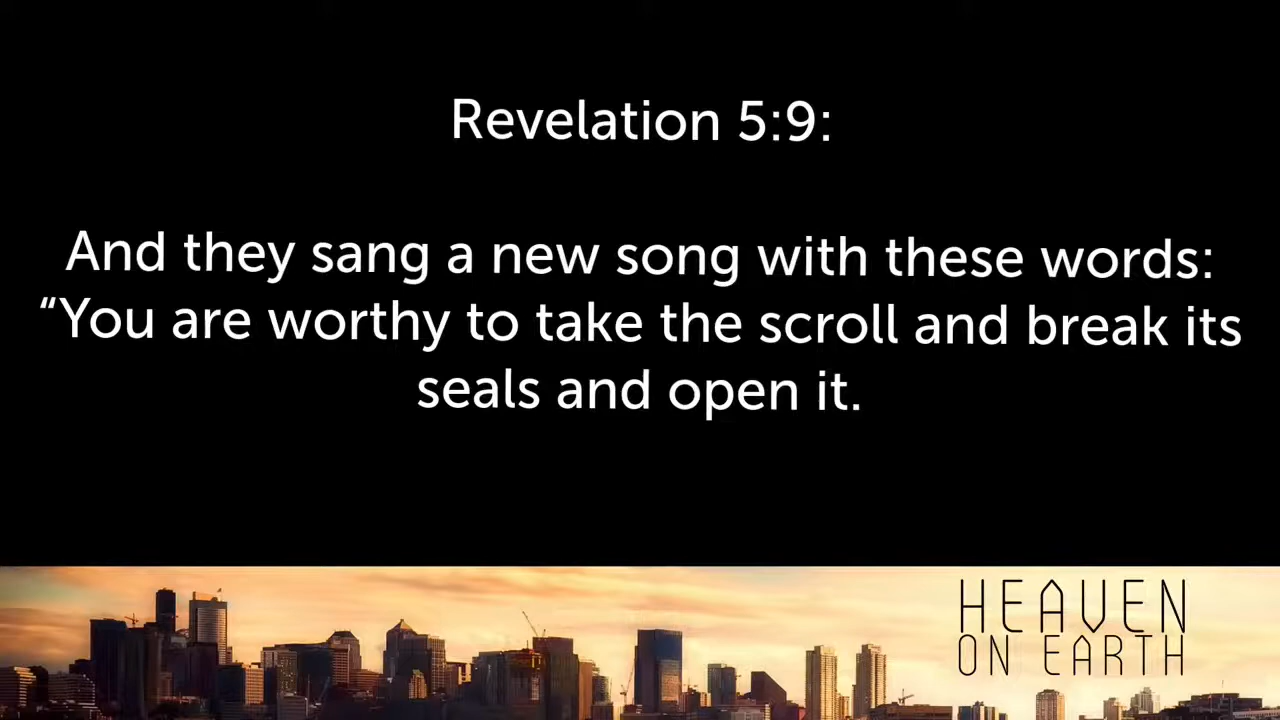 Revelation 5:9:
And they sang a new song with these words:
“You are worthy to take the scroll and break its
seals and open it.
HEAVEN
ON EARTH